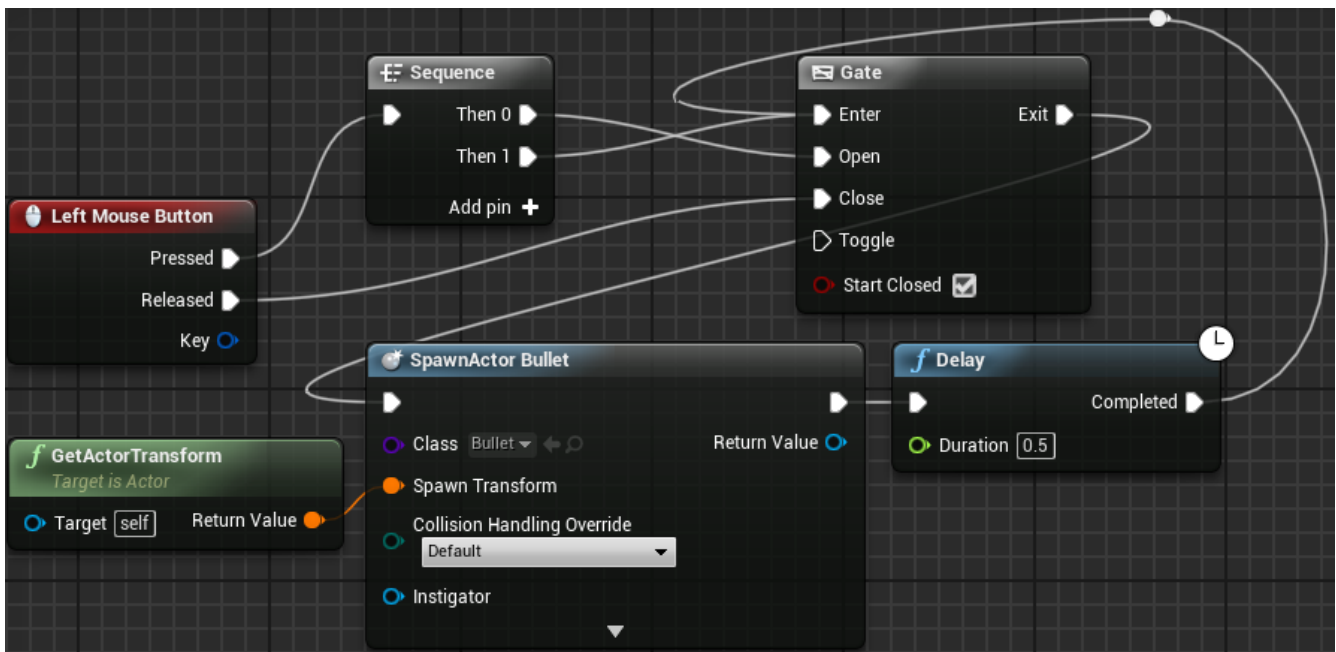 Sequence
Then 0
Then 1
Add pin
Gate
Enter
Exit
Open
Close
Toggle
Start Closed
Left Mouse Button
Pressed
Released
Key
SpawnActor Bullet
Class Bullet
Return Value
Spawn Transform
Collision Handling Override
Default
Instigator
Delay
Completed
Duration 0.5
GetActorTransform
Target is Actor
Target self
Return Value